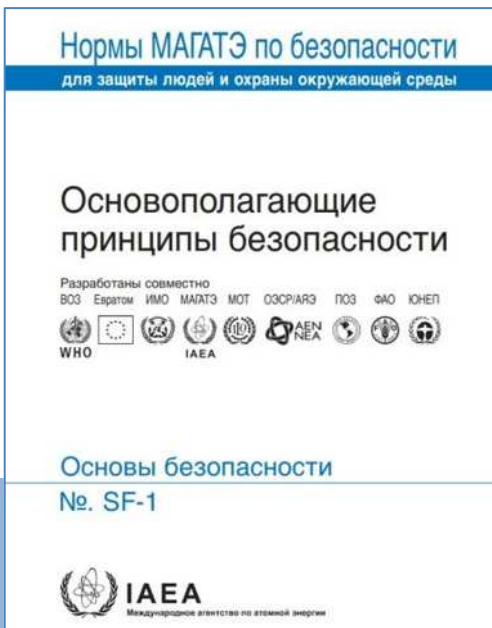 Нормы МАГАТЭ по безопасности
для защиты людей и охраны окружающей среды
Основополагающие
принципы безопасности
Разработаны совместно
ВОЗ Евратом ИМО МАГАТЭ МОТ ОЭСР/АЯЭ ПОЗ ФАО ЮНЕП
WHO IAEA AEN
NEA
Основы безопасности
№. SF-1
IAEA
Международное агентство по атомной энергии